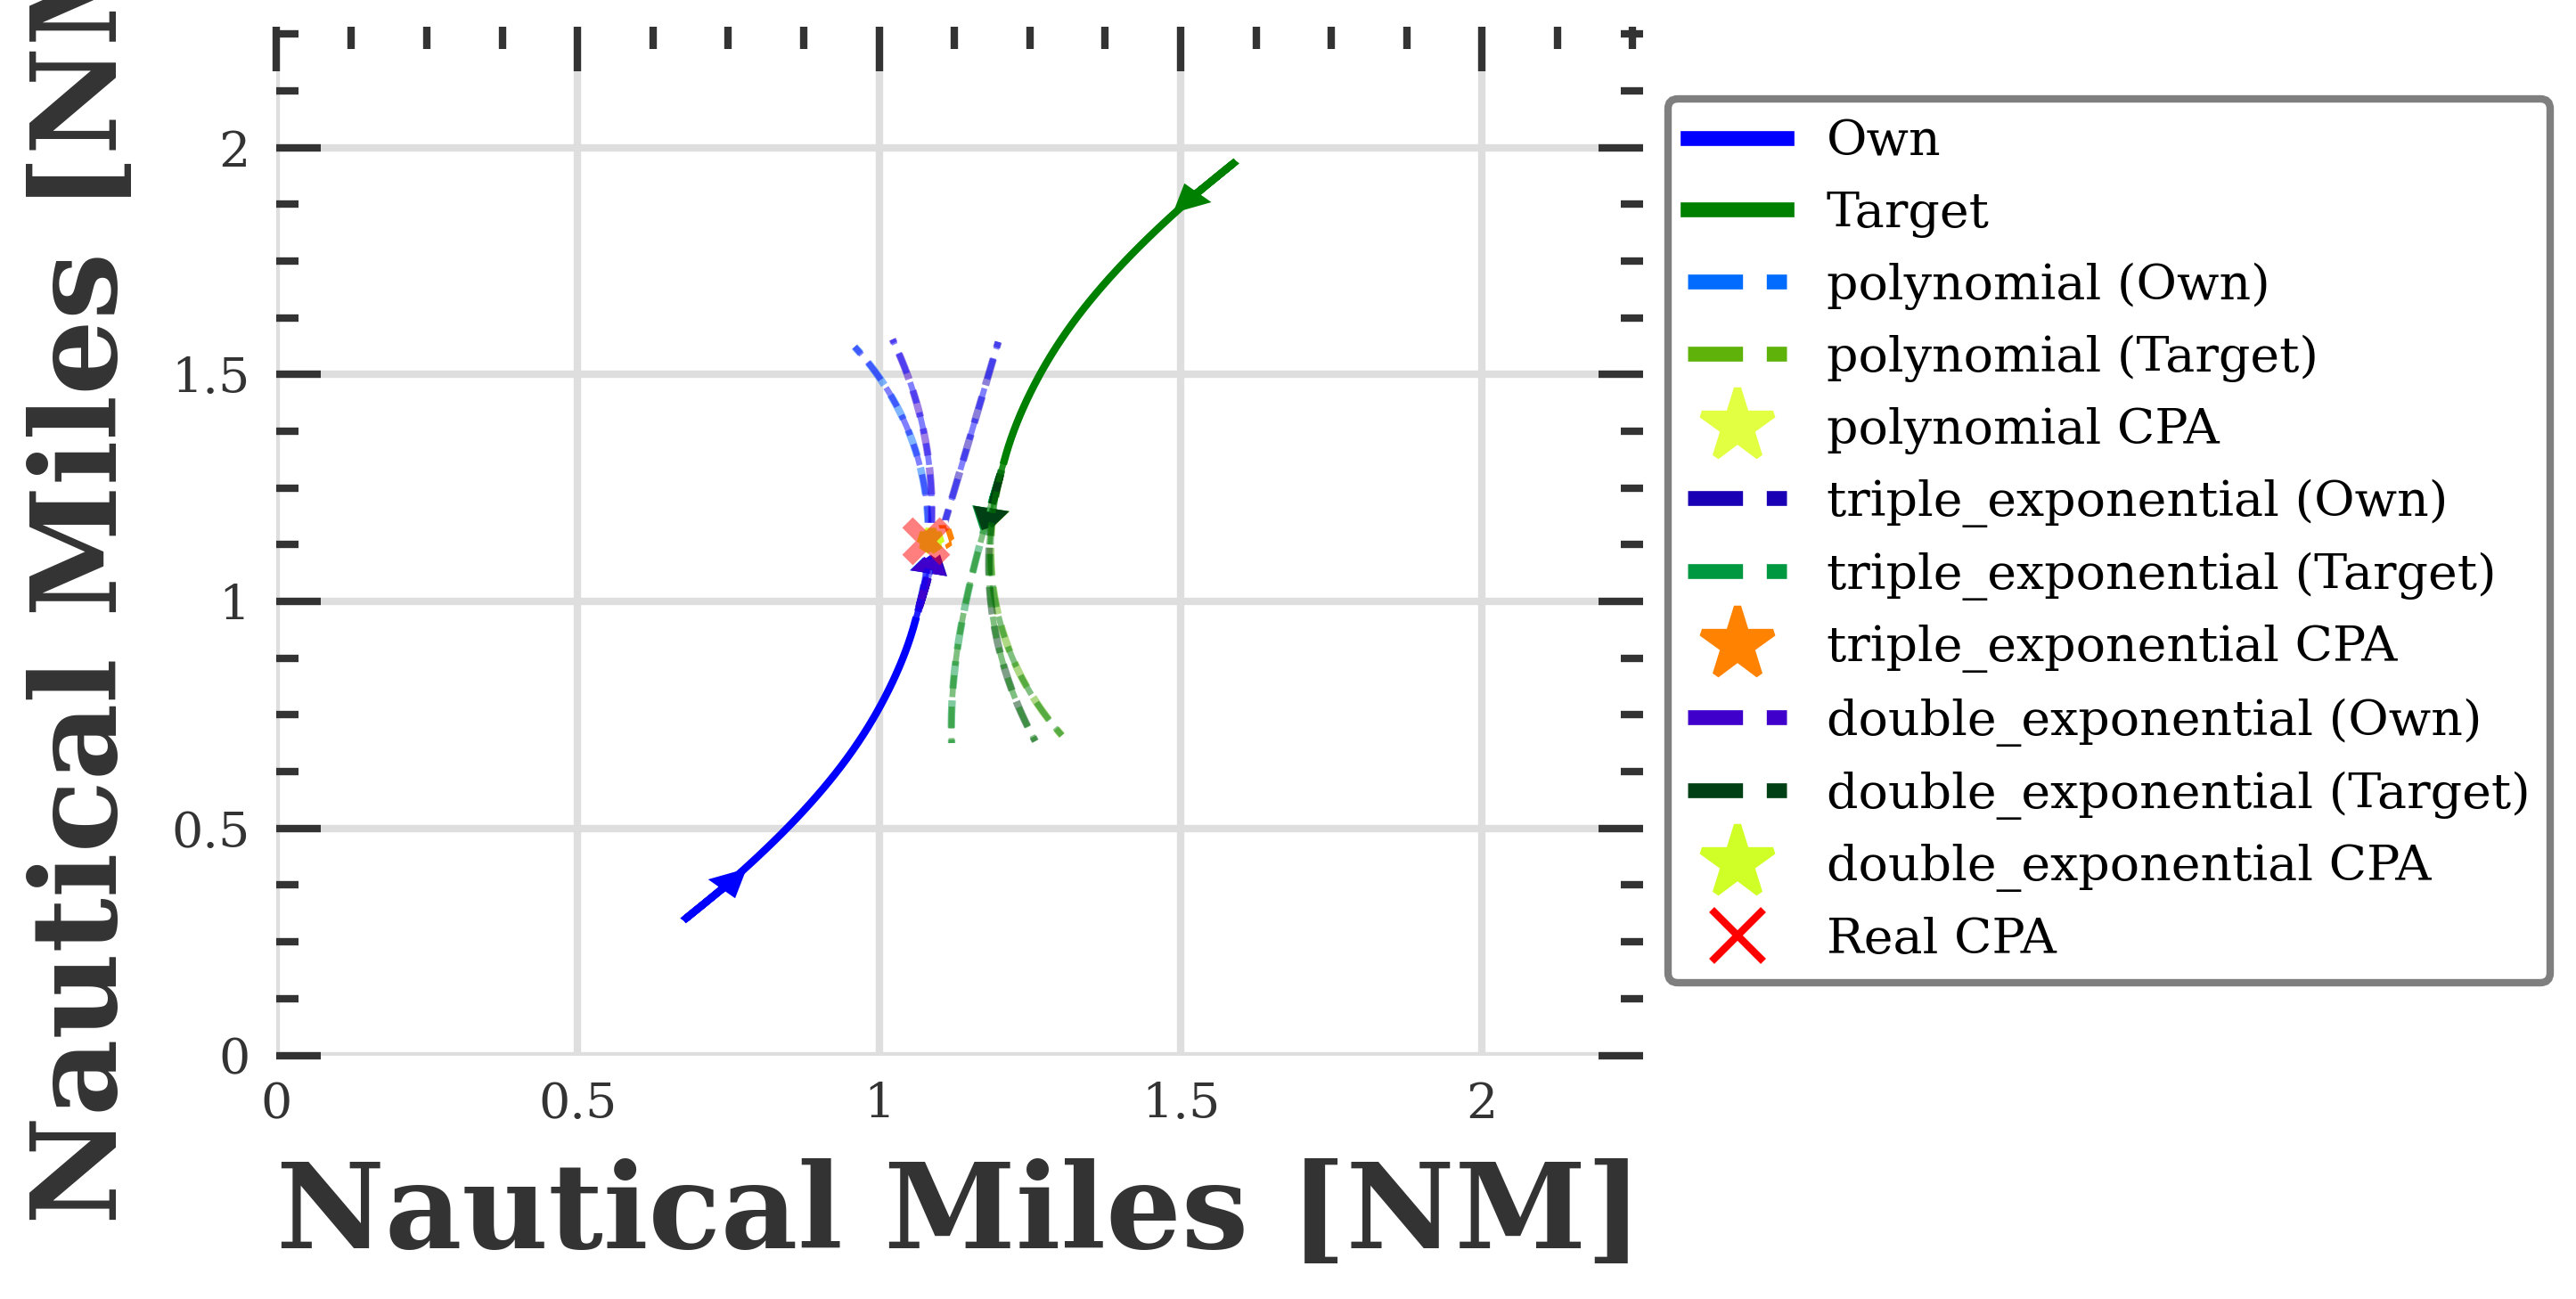 Nautical Miles [NM
2
1.5
1
0.5
0
0 0.5 1 1.5 2
Nautical Miles [NM]
Own
Target
polynomial (Own)
polynomial (Target)
polynomial CPA
triple_exponential (Own)
triple_exponential (Target)
triple_exponential CPA
double_exponential (Own)
double_exponential (Target)
double_exponential CPA
Real CPA